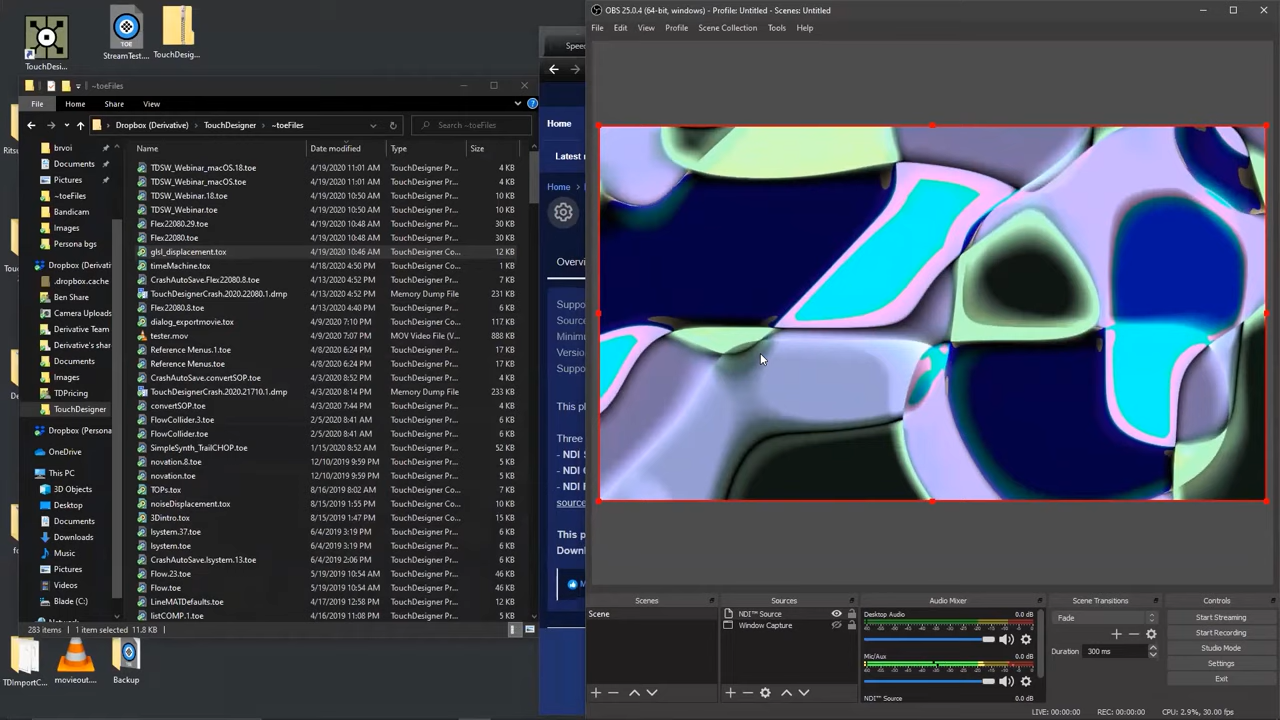 TouchDesi...
StreamTest...
TouchDesig...
~toeFiles
File
Home
Share
View
Dropbox (Derivative)
TouchDesigner
~toeFiles
Search ~toeFiles
Name
Date modified
Type
Size
brvoi
Documents
Pictures
~toeFiles
Bandicam
Images
Persona bgs
Dropbox (Derivati
.dropbox.cache
Ben Share
Camera Uploads
Derivative Team
Derivative's shar
Documents
Images
TDPricing
TouchDesigner
Dropbox (Persona
OneDrive
This PC
3D Objects
Desktop
Documents
Downloads
Music
Pictures
Videos
Blade (C:)
Network
TDSW_Webinar_macOS.18.toe 4/19/2020 11:01 AM TouchDesigner Pr... 4 KB
TDSW_Webinar_macOS.toe 4/19/2020 11:01 AM TouchDesigner Pr... 4 KB
TDSW_Webinar.18.toe 4/19/2020 10:50 AM TouchDesigner Pr... 10 KB
TDSW_Webinar.toe 4/19/2020 10:50 AM TouchDesigner Pr... 10 KB
Flex22080.29.toe 4/19/2020 10:48 AM TouchDesigner Pr... 30 KB
Flex22080.toe 4/19/2020 10:48 AM TouchDesigner Pr... 30 KB
glsl_displacement.tox 4/19/2020 10:46 AM TouchDesigner Co... 12 KB
timeMachine.tox 4/18/2020 4:50 PM TouchDesigner Co... 1 KB
CrashAutoSave.Flex22080.8.toe 4/13/2020 4:52 PM TouchDesigner Pr... 7 KB
TouchDesignerCrash.2020.22080.1.dmp 4/13/2020 4:52 PM Memory Dump File 231 KB
Flex22080.8.toe 4/13/2020 4:40 PM TouchDesigner Pr... 6 KB
dialog_exportmovie.tox 4/9/2020 7:10 PM TouchDesigner Co... 17 KB
tester.mov 4/9/2020 7:06 PM MOV Video File (V... 888 KB
Reference Menus.1.toe 4/8/2020 6:24 PM TouchDesigner Pr... 17 KB
Reference Menus.toe 4/8/2020 6:24 PM TouchDesigner Pr... 17 KB
CrashAutoSave.convertSOP.toe 4/3/2020 7:44 PM TouchDesigner Pr... 4 KB
TouchDesignerCrash.2020.21710.1.dmp 4/3/2020 8:14 PM Memory Dump File 233 KB
convertSOP.toe 4/3/2020 7:44 PM TouchDesigner Pr... 4 KB
FlowCollider.3.toe 2/5/2020 8:41 AM TouchDesigner Pr... 6 KB
FlowCollider.toe 2/5/2020 8:41 AM TouchDesigner Pr... 6 KB
SimpleSynth_TrailCHOP.toe 1/15/2020 8:52 AM TouchDesigner Pr... 52 KB
novation.8.toe 12/10/2019 9:59 PM TouchDesigner Pr... 5 KB
novation.toe 12/10/2019 9:59 PM TouchDesigner Pr... 5 KB
TOPs.tox 8/16/2019 8:02 AM TouchDesigner Co... 7 KB
noiseDisplacement.tox 8/15/2019 1:55 PM TouchDesigner Co... 10 KB
3Dintro.tox 8/15/2019 1:47 PM TouchDesigner Co... 15 KB
lsystem.37.toe 6/4/2019 3:19 PM TouchDesigner Pr... 5 KB
lsystem.toe 6/4/2019 3:19 PM TouchDesigner Pr... 5 KB
CrashAutoSave.lsystem.13.toe 6/4/2019 2:06 PM TouchDesigner Pr... 6 KB
Flow.23.toe 5/19/2019 10:54 AM TouchDesigner Pr... 46 KB
Flow.toe 5/19/2019 10:54 AM TouchDesigner Pr... 46 KB
LineMATDefaults.toe 4/17/2019 12:58 PM TouchDesigner Pr... 10 KB
listCOMP.1.toe 4/16/2019 11:08 PM TouchDesigner Pr... 6 KB
283 items
1 item selected 11.8 KB
TDImportC
movieout...
Backup
Speed
Home
Latest r
Home
Overvi
Suppo
Source
Minim
Versio
Suppo
This pl
Three
- NDI S
- NDI C
- NDI F
source
This p
Down
M
OBS 25.0.4 (64-bit, windows) - Profile: Untitled - Scenes: Untitled
File Edit View Profile Scene Collection Tools Help
Scenes
Scene
Sources
NDI™ Source
Window Capture
Audio Mixer
Desktop Audio 0.0 dB
Mic/Aux 0.0 dB
NDI™ Source 0.0 dB
Scene Transitions
Fade
Duration 300 ms
Controls
Start Streaming
Start Recording
Studio Mode
Settings
Exit
LIVE: 00:00:00 REC: 00:00:00 CPU: 2.9%, 30.00 fps